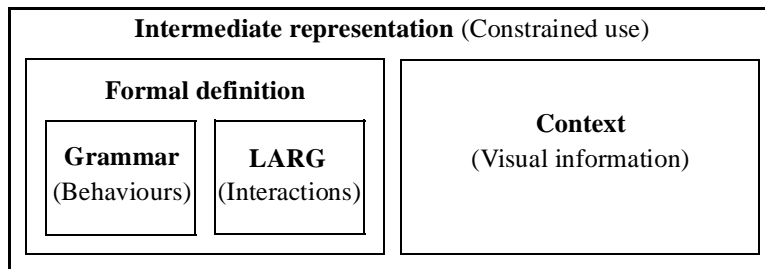 Intermediate representation (Constrained use)
Formal definition
Grammar
(Behaviours)
LARG
(Interactions)
Context
(Visual information)